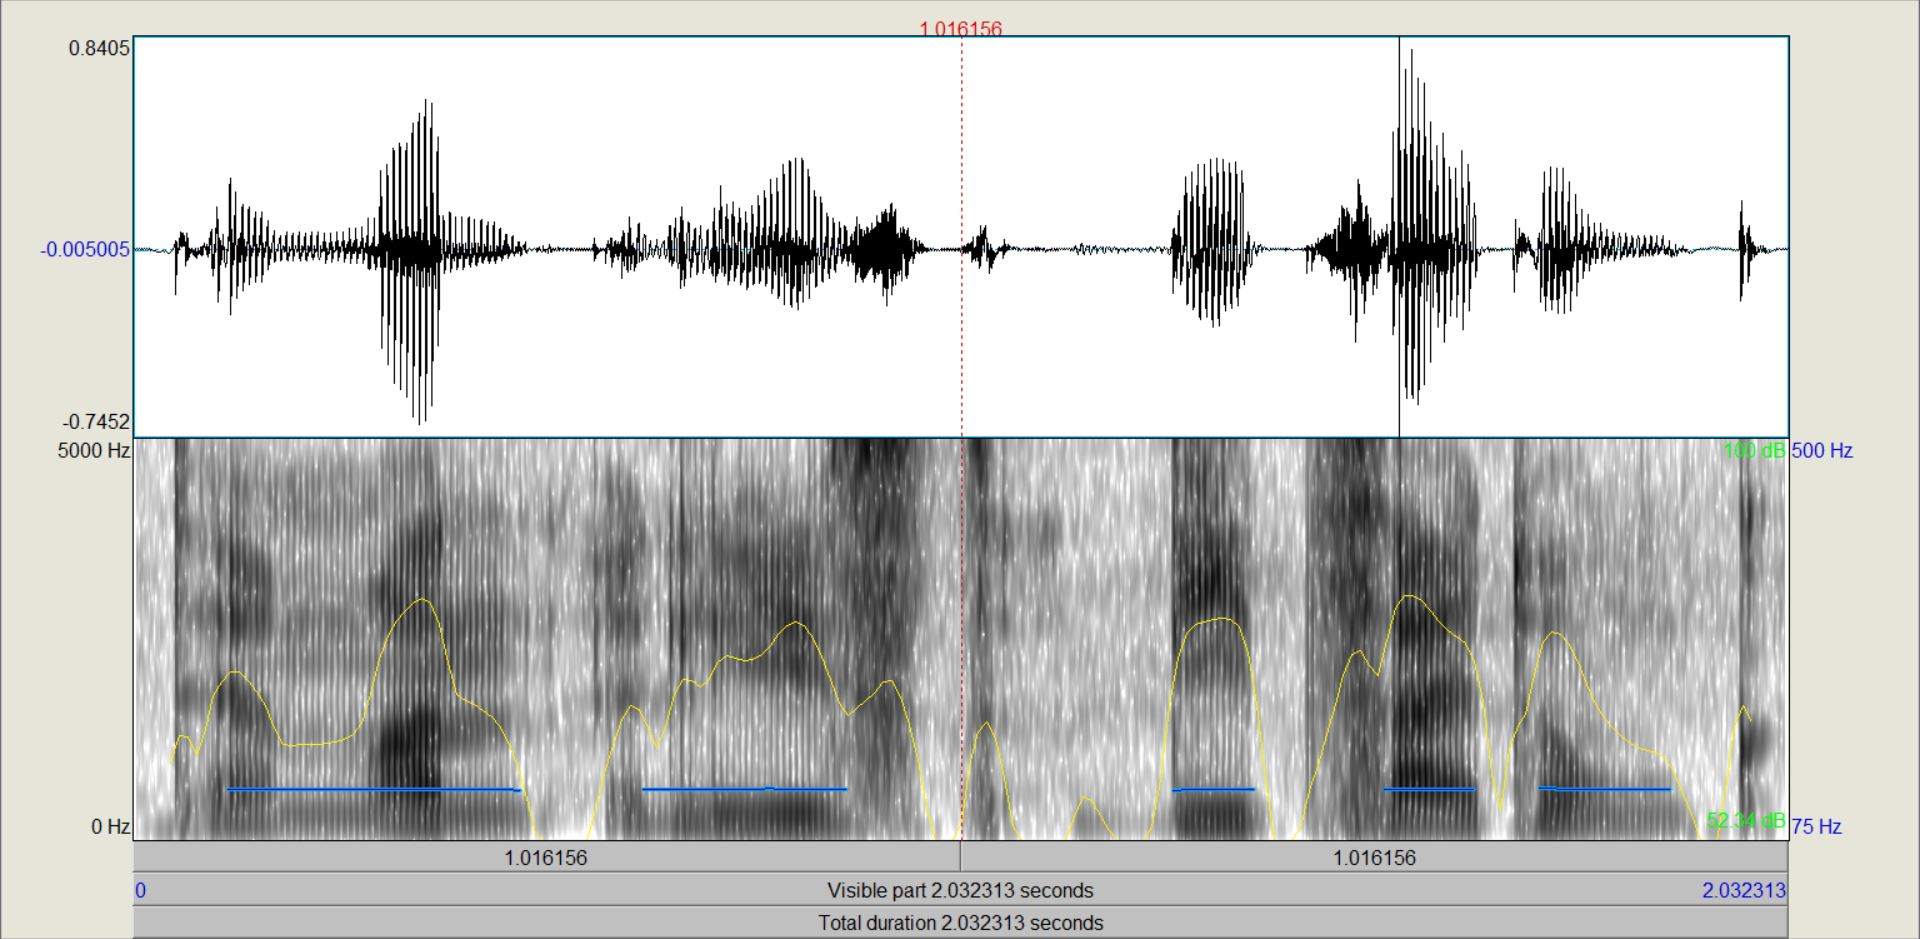 1.016156
0.8405
-0.005005
-0.7452
5000 Hz
100 dB 500 Hz
0 Hz
52.34 dB 75 Hz
1.016156 1.016156
0 Visible part 2.032313 seconds 2.032313
Total duration 2.032313 seconds